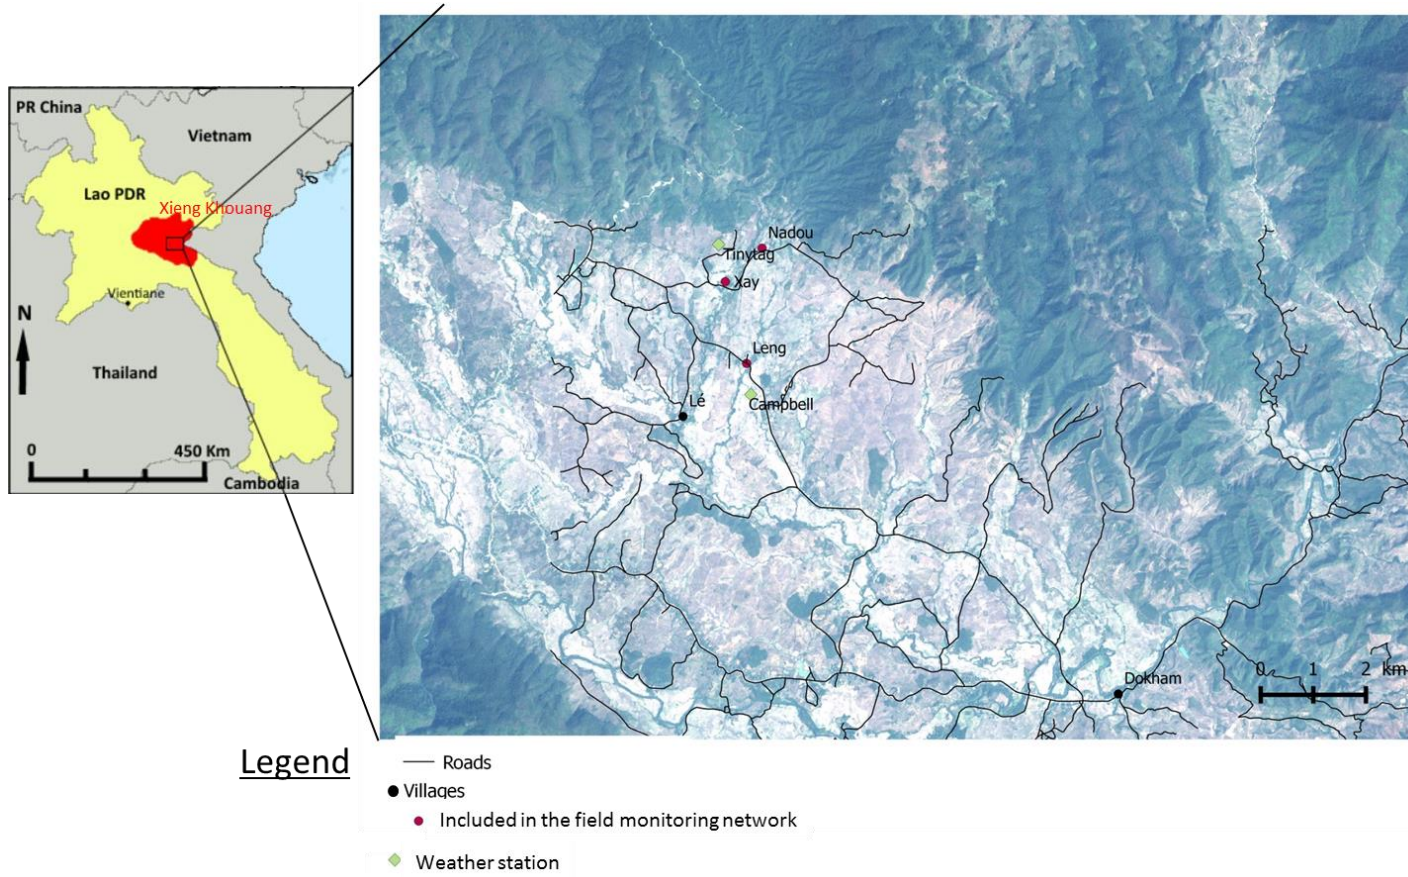 PR China
Vietnam
Lao PDR
Xieng Khouang
Vientiane
N
Thailand
0 450 Km
Cambodia
Nadou
Tinytag
Xay
Leng
Campbell
Lé
Dokham
0 1 2 km
Legend
Roads
Villages
Included in the field monitoring network
Weather station